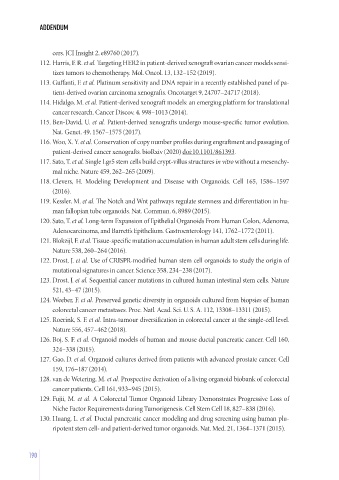 ADDENDUM
cers. JCI Insight 2, e89760 (2017).
112. Harris, F. R. et al. Targeting HER2 in patient-derived xenograft ovarian cancer models sensi-
tizes tumors to chemotherapy. Mol. Oncol. 13, 132–152 (2019).
113. Guffanti, F. et al. Platinum sensitivity and DNA repair in a recently established panel of pa-
tient-derived ovarian carcinoma xenografts. Oncotarget 9, 24707–24717 (2018).
114. Hidalgo, M. et al. Patient-derived xenograft models: an emerging platform for translational
cancer research. Cancer Discov. 4, 998–1013 (2014).
115. Ben-David, U. et al. Patient-derived xenografts undergo mouse-specific tumor evolution.
Nat. Genet. 49, 1567–1575 (2017).
116. Woo, X. Y. et al. Conservation of copy number profiles during engraftment and passaging of
patient-derived cancer xenografts. bioRxiv (2020) doi:10.1101/861393.
117. Sato, T. et al. Single Lgr5 stem cells build crypt-villus structures in vitro without a mesenchy-
mal niche. Nature 459, 262–265 (2009).
118. Clevers, H. Modeling Development and Disease with Organoids. Cell 165, 1586–1597
(2016).
119. Kessler, M. et al. The Notch and Wnt pathways regulate stemness and differentiation in hu-
man fallopian tube organoids. Nat. Commun. 6, 8989 (2015).
120. Sato, T. et al. Long-term Expansion of Epithelial Organoids From Human Colon, Adenoma,
Adenocarcinoma, and Barrett’s Epithelium. Gastroenterology 141, 1762–1772 (2011).
121. Blokzijl, F. et al. Tissue-specific mutation accumulation in human adult stem cells during life.
Nature 538, 260–264 (2016).
122. Drost, J. et al. Use of CRISPR-modified human stem cell organoids to study the origin of
mutational signatures in cancer. Science 358, 234–238 (2017).
123. Drost, J. et al. Sequential cancer mutations in cultured human intestinal stem cells. Nature
521, 43–47 (2015).
124. Weeber, F. et al. Preserved genetic diversity in organoids cultured from biopsies of human
colorectal cancer metastases. Proc. Natl. Acad. Sci. U. S. A. 112, 13308–13311 (2015).
125. Roerink, S. F. et al. Intra-tumour diversification in colorectal cancer at the single-cell level.
Nature 556, 457–462 (2018).
126. Boj, S. F. et al. Organoid models of human and mouse ductal pancreatic cancer. Cell 160,
324–338 (2015).
127. Gao, D. et al. Organoid cultures derived from patients with advanced prostate cancer. Cell
159, 176–187 (2014).
128. van de Wetering, M. et al. Prospective derivation of a living organoid biobank of colorectal
cancer patients. Cell 161, 933–945 (2015).
129. Fujii, M. et al. A Colorectal Tumor Organoid Library Demonstrates Progressive Loss of
Niche Factor Requirements during Tumorigenesis. Cell Stem Cell 18, 827–838 (2016).
130. Huang, L. et al. Ductal pancreatic cancer modeling and drug screening using human plu-
ripotent stem cell- and patient-derived tumor organoids. Nat. Med. 21, 1364–1371 (2015).
190